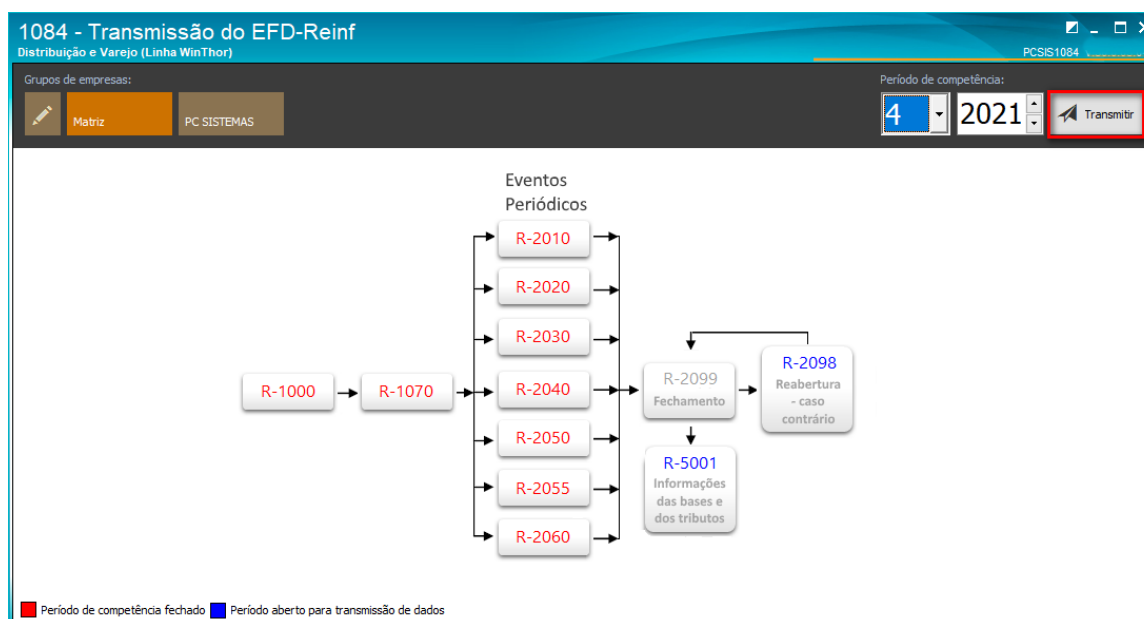 1084 - Transmissão do EFD-Reinf
Distribuição e Varejo (Linha WinThor)
PCSIS1084
Grupos de empresas:
Período de competência:
Matriz
PC SISTEMAS
4
2021
Transmitir
Eventos
Periódicos
R-2010
R-2020
R-2030
R-1000
R-1070
R-2040
R-2050
R-2055
R-2060
R-2099
Fechamento
R-2098
Reabertura
- caso
contrário
R-5001
Informações
das bases e
dos tributos
Período de competência fechado
Período aberto para transmissão de dados